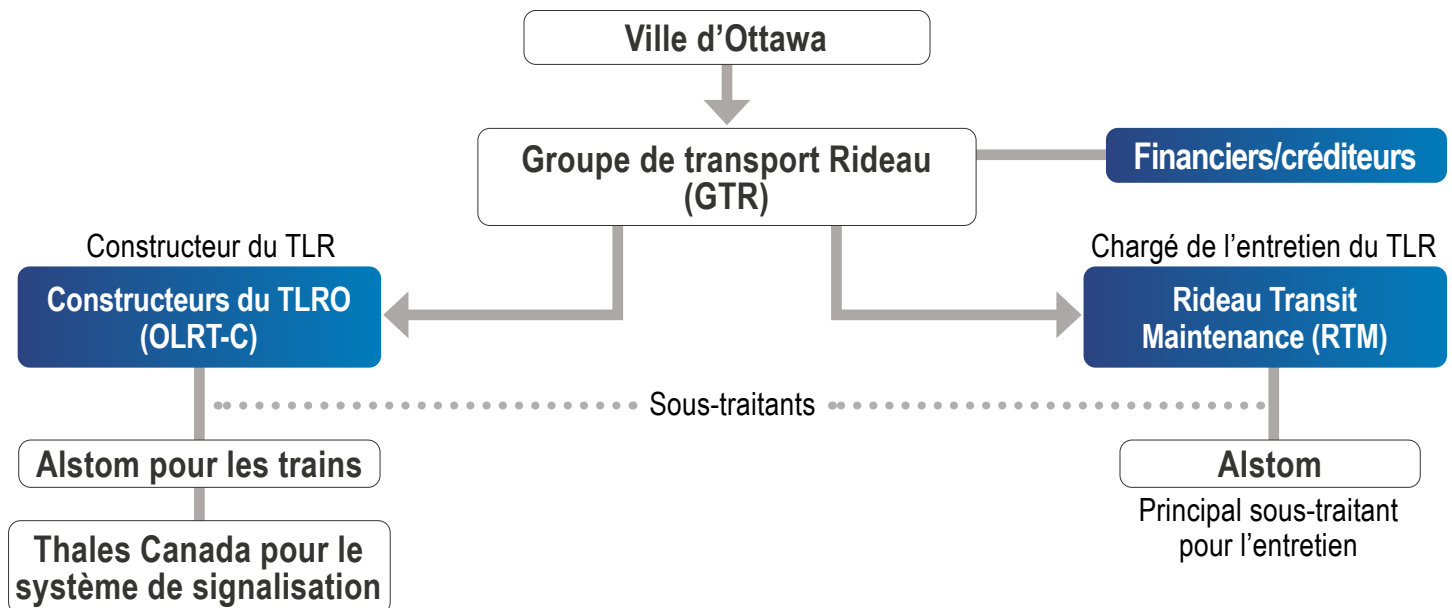 Ville d’Ottawa
Groupe de transport Rideau
(GTR)
Financiers/créditeurs
Constructeur du TLR
Constructeurs du TLRO
(OLRT-C)
Chargé de l’entretien du TLR
Rideau Transit
Maintenance (RTM)
Sous-traitants
Alstom pour les trains
Thales Canada pour le
système de signalisation
Alstom
Principal sous-traitant
pour l’entretien